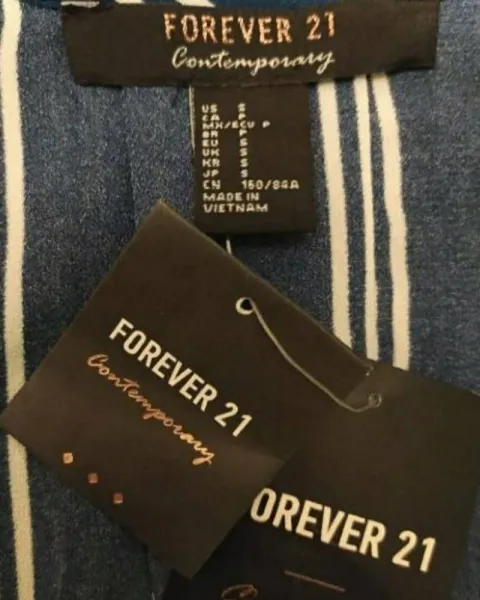 FOREVER 21
Contemporary
US S
CA P
MX/ECU P
BR P
EU S
UK S
KR S
JP S
CN 160/84A
MADE IN
VIETNAM
FOREVER 21
Contemporary
OREVER 21